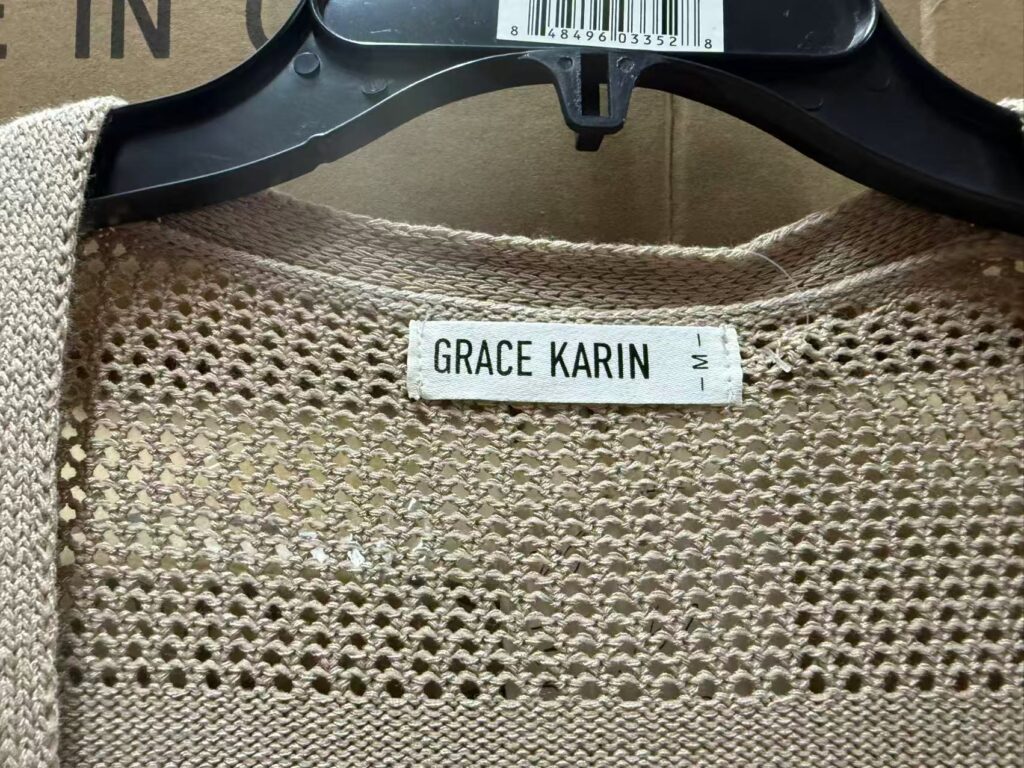 IN
8 48496 03352 8
GRACE KARIN
- M -